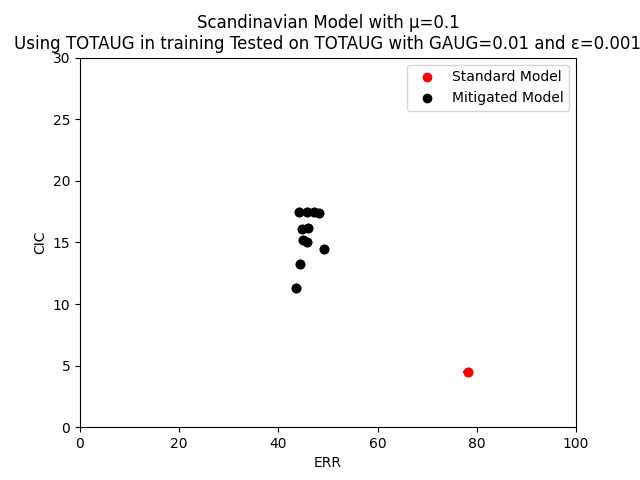 Scandinavian Model with μ=0.1
Using TOTAUG in training Tested on TOTAUG with GAUG=0.01 and ε=0.001
Standard Model
Mitigated Model
CIC
30
25
20
15
10
5
0
0 20 40 60 80 100
ERR